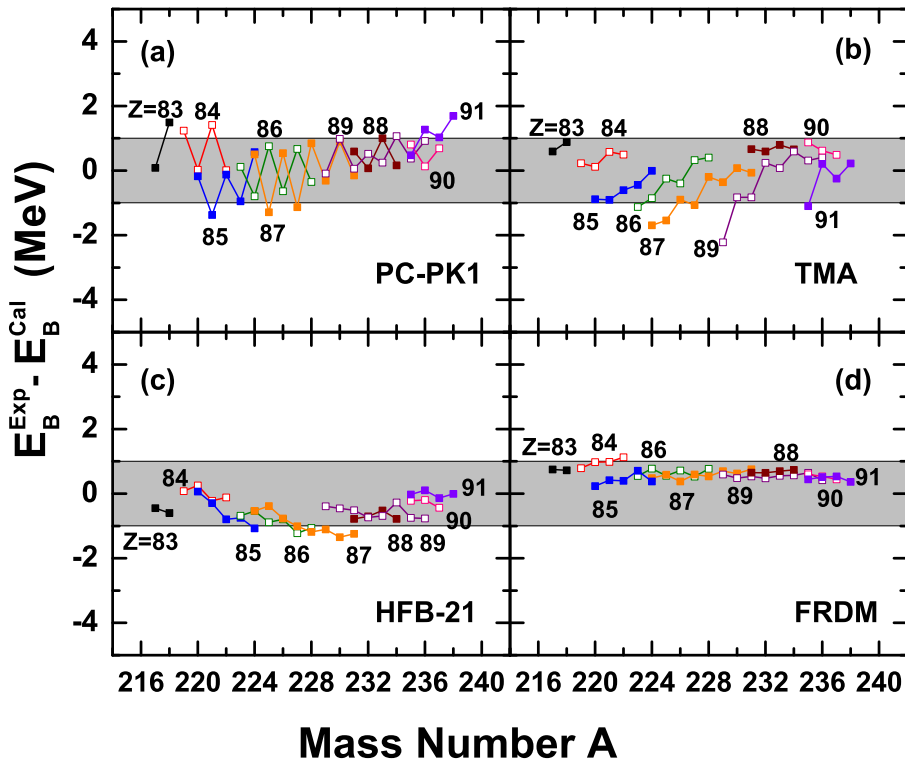 (a)
Z=83
84
86
89
88
91
90
85
87
PC-PK1
4
2
0
-2
-4
(b)
Z=83
84
88
90
85
86
87
89
91
TMA
E_B^Exp - E_B^Cal (MeV)
(c)
84
Z=83
85
86
87
88
89
90
91
HFB-21
4
2
0
-2
-4
(d)
Z=83
84
86
88
85
87
89
90
91
FRDM
216 220 224 228 232 236 240
216 220 224 228 232 236 240
Mass Number A